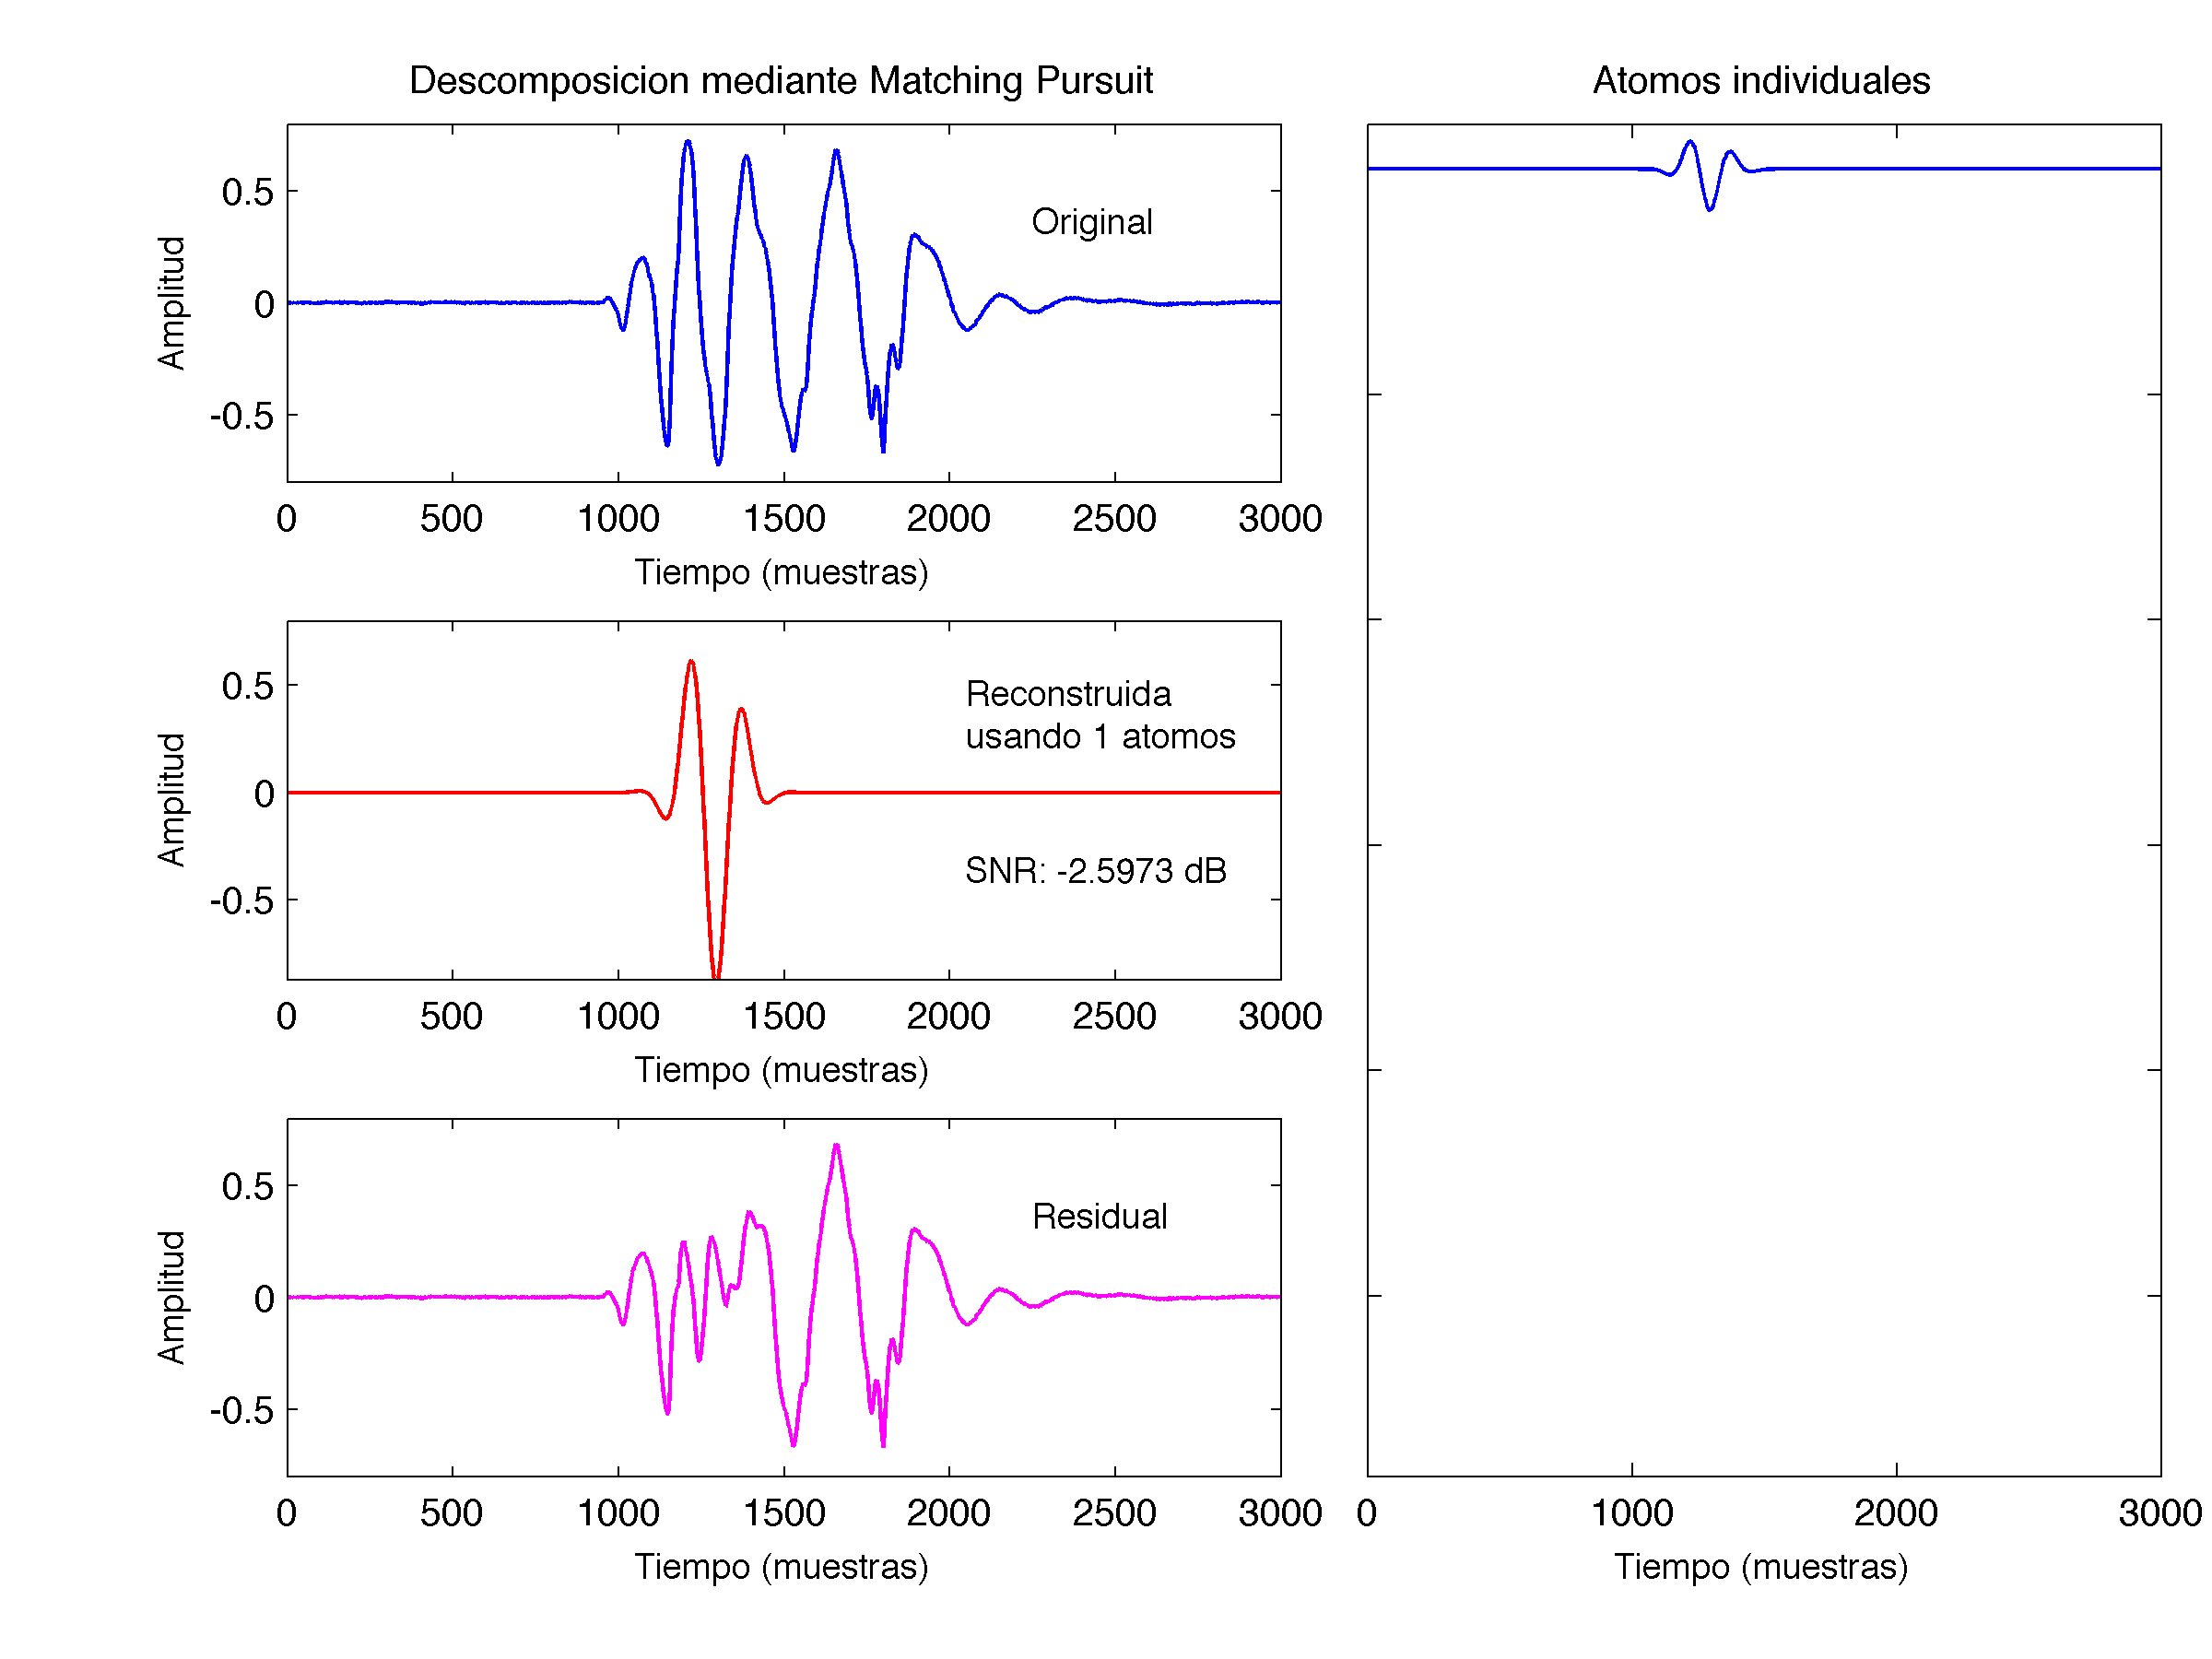 Descomposicion mediante Matching Pursuit
Amplitud
0.5
0
-0.5
Original
0 500 1000 1500 2000 2500 3000
Tiempo (muestras)
Amplitud
0.5
0
-0.5
Reconstruida
usando 1 atomos
SNR: -2.5973 dB
0 500 1000 1500 2000 2500 3000
Tiempo (muestras)
Amplitud
0.5
0
-0.5
Residual
0 500 1000 1500 2000 2500 3000
Tiempo (muestras)
Atomos individuales
0 1000 2000 3000
Tiempo (muestras)